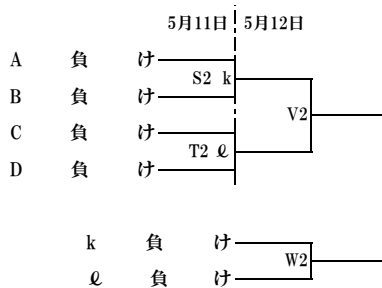 5月11日 5月12日
A 負 け
S2 k
B 負 け
V2
C 負 け
T2 ℓ
D 負 け
k 負 け
W2
ℓ 負 け